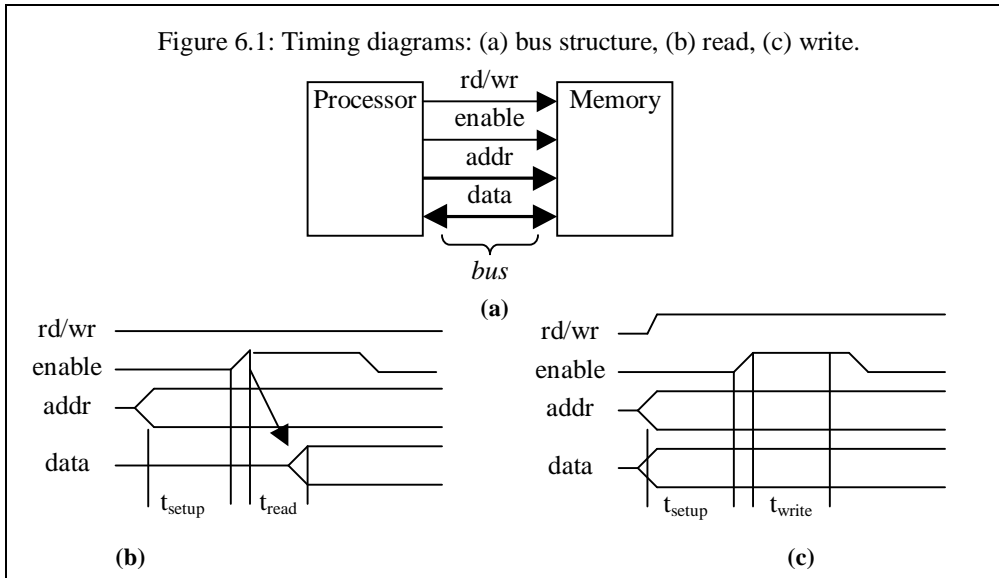 Figure 6.1: Timing diagrams: (a) bus structure, (b) read, (c) write.
Processor
rd/wr
Memory
enable
addr
data
bus
(a)
rd/wr
enable
addr
data
tsetup
tread
(b)
rd/wr
enable
addr
data
tsetup
twrite
(c)